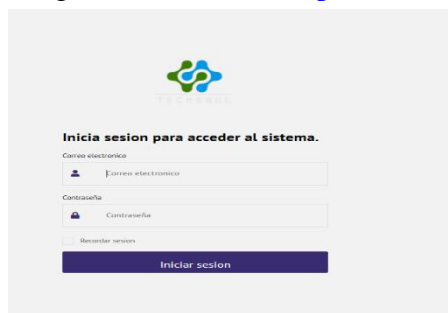 Inicia sesion para acceder al sistema.
Correo electronico
Correo electronico
Contraseña
Contraseña
Recordar sesion
Iniciar sesion